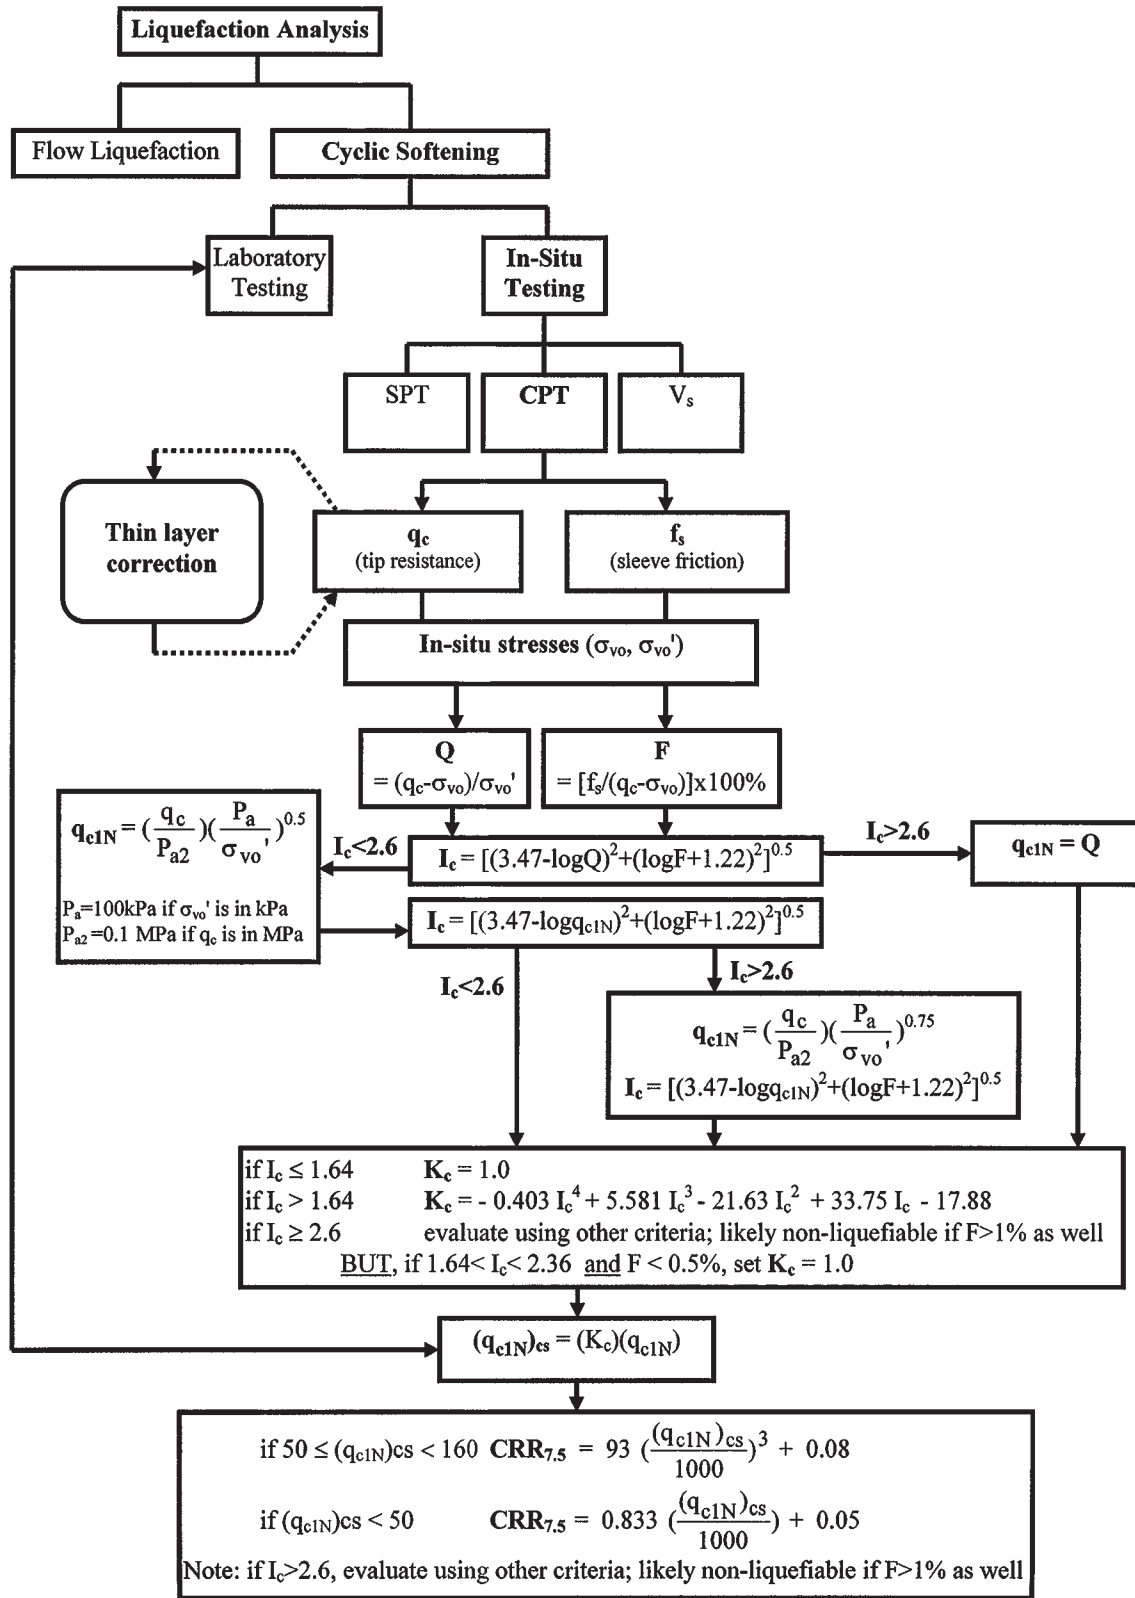 Liquefaction Analysis
Flow Liquefaction
Cyclic Softening
Laboratory
Testing
In-Situ
Testing
SPT
CPT
Vs
Thin layer
correction
qc
(tip resistance)
fs
(sleeve friction)
In-situ stresses (σvo, σvo')
Q
= (qc-σvo)/σvo'
F
= [fs/(qc-σvo)]x100%
qc1N = (qc/Pa2)(Pa/σvo')^0.5
Pa=100kPa if σvo' is in kPa
Pa2=0.1 MPa if qc is in MPa
Ic<2.6
Ic = [(3.47-logQ)²+(logF+1.22)²]^0.5
Ic>2.6
qc1N = Q
Ic = [(3.47-logqc1N)²+(logF+1.22)²]^0.5
Ic<2.6
Ic>2.6
qc1N = (qc/Pa2)(Pa/σvo')^0.75
Ic = [(3.47-logqc1N)²+(logF+1.22)²]^0.5
if Ic ≤ 1.64 Kc = 1.0
if Ic > 1.64 Kc = - 0.403 Ic⁴ + 5.581 Ic³ - 21.63 Ic² + 33.75 Ic - 17.88
if Ic ≥ 2.6 evaluate using other criteria; likely non-liquefiable if F>1% as well
BUT, if 1.64< Ic< 2.36 and F < 0.5%, set Kc = 1.0
(qc1N)cs = (Kc)(qc1N)
if 50 ≤ (qc1N)cs < 160 CRR7.5 = 93 ((qc1N)cs/1000)³ + 0.08
if (qc1N)cs < 50 CRR7.5 = 0.833 ((qc1N)cs/1000) + 0.05
Note: if Ic>2.6, evaluate using other criteria; likely non-liquefiable if F>1% as well